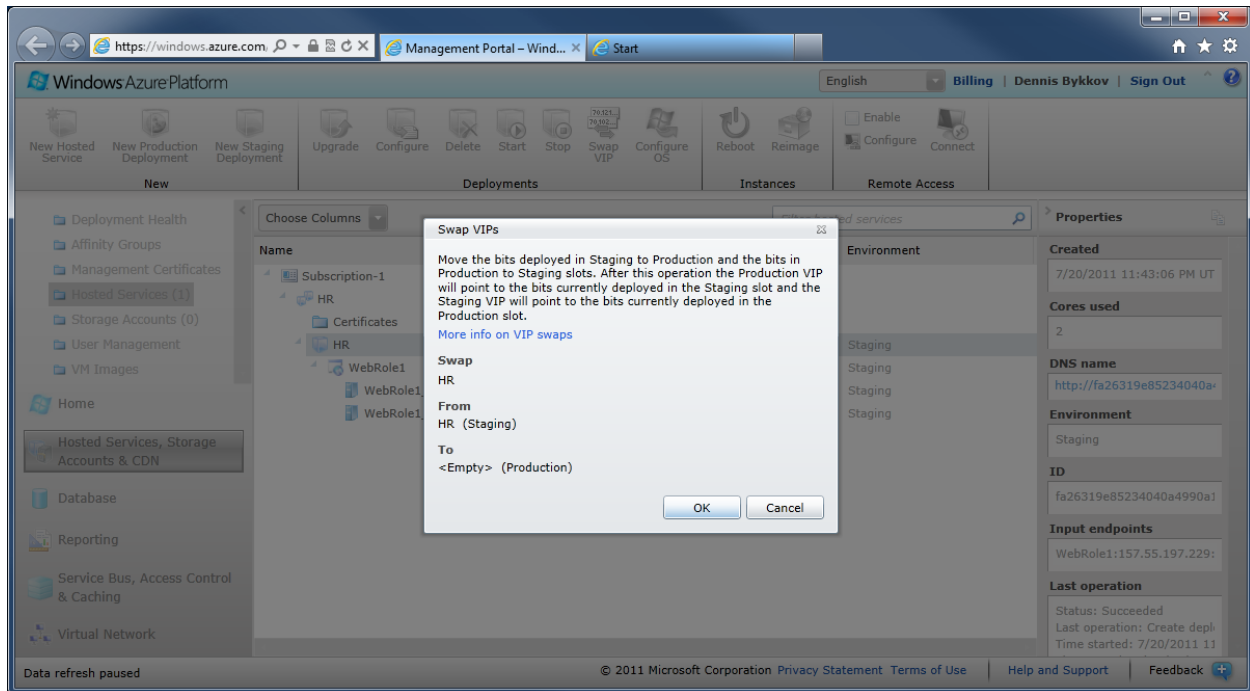 https://windows.azure.com
Management Portal – Wind...
Start
Windows Azure Platform
English
Billing | Dennis Bykkov | Sign Out
New Hosted Service
New Production Deployment
New Staging Deployment
Upgrade
Configure
Delete
Start
Stop
Swap VIP
Configure OS
Reboot
Reimage
Enable
Configure
Connect
New
Deployments
Instances
Remote Access
Deployment Health
Affinity Groups
Management Certificates
Hosted Services (1)
Storage Accounts (0)
User Management
VM Images
Home
Hosted Services, Storage
Accounts & CDN
Database
Reporting
Service Bus, Access Control
& Caching
Virtual Network
Choose Columns
hosted services
Name
Environment
Subscription-1
HR
Certificates
HR
Staging
WebRole1
Staging
WebRole1
Staging
WebRole1
Staging
Swap VIPs
Move the bits deployed in Staging to Production and the bits in
Production to Staging slots. After this operation the Production VIP
will point to the bits currently deployed in the Staging slot and the
Staging VIP will point to the bits currently deployed in the
Production slot.
More info on VIP swaps
Swap
HR
From
HR (Staging)
To
<Empty> (Production)
OK
Cancel
Properties
Created
7/20/2011 11:43:06 PM UT
Cores used
2
DNS name
http://fa26319e85234040a
Environment
Staging
ID
fa26319e85234040a4990a1
Input endpoints
WebRole1:157.55.197.229:
Last operation
Status: Succeeded
Last operation: Create depl
Time started: 7/20/2011 11
Data refresh paused
© 2011 Microsoft Corporation Privacy Statement Terms of Use
Help and Support
Feedback